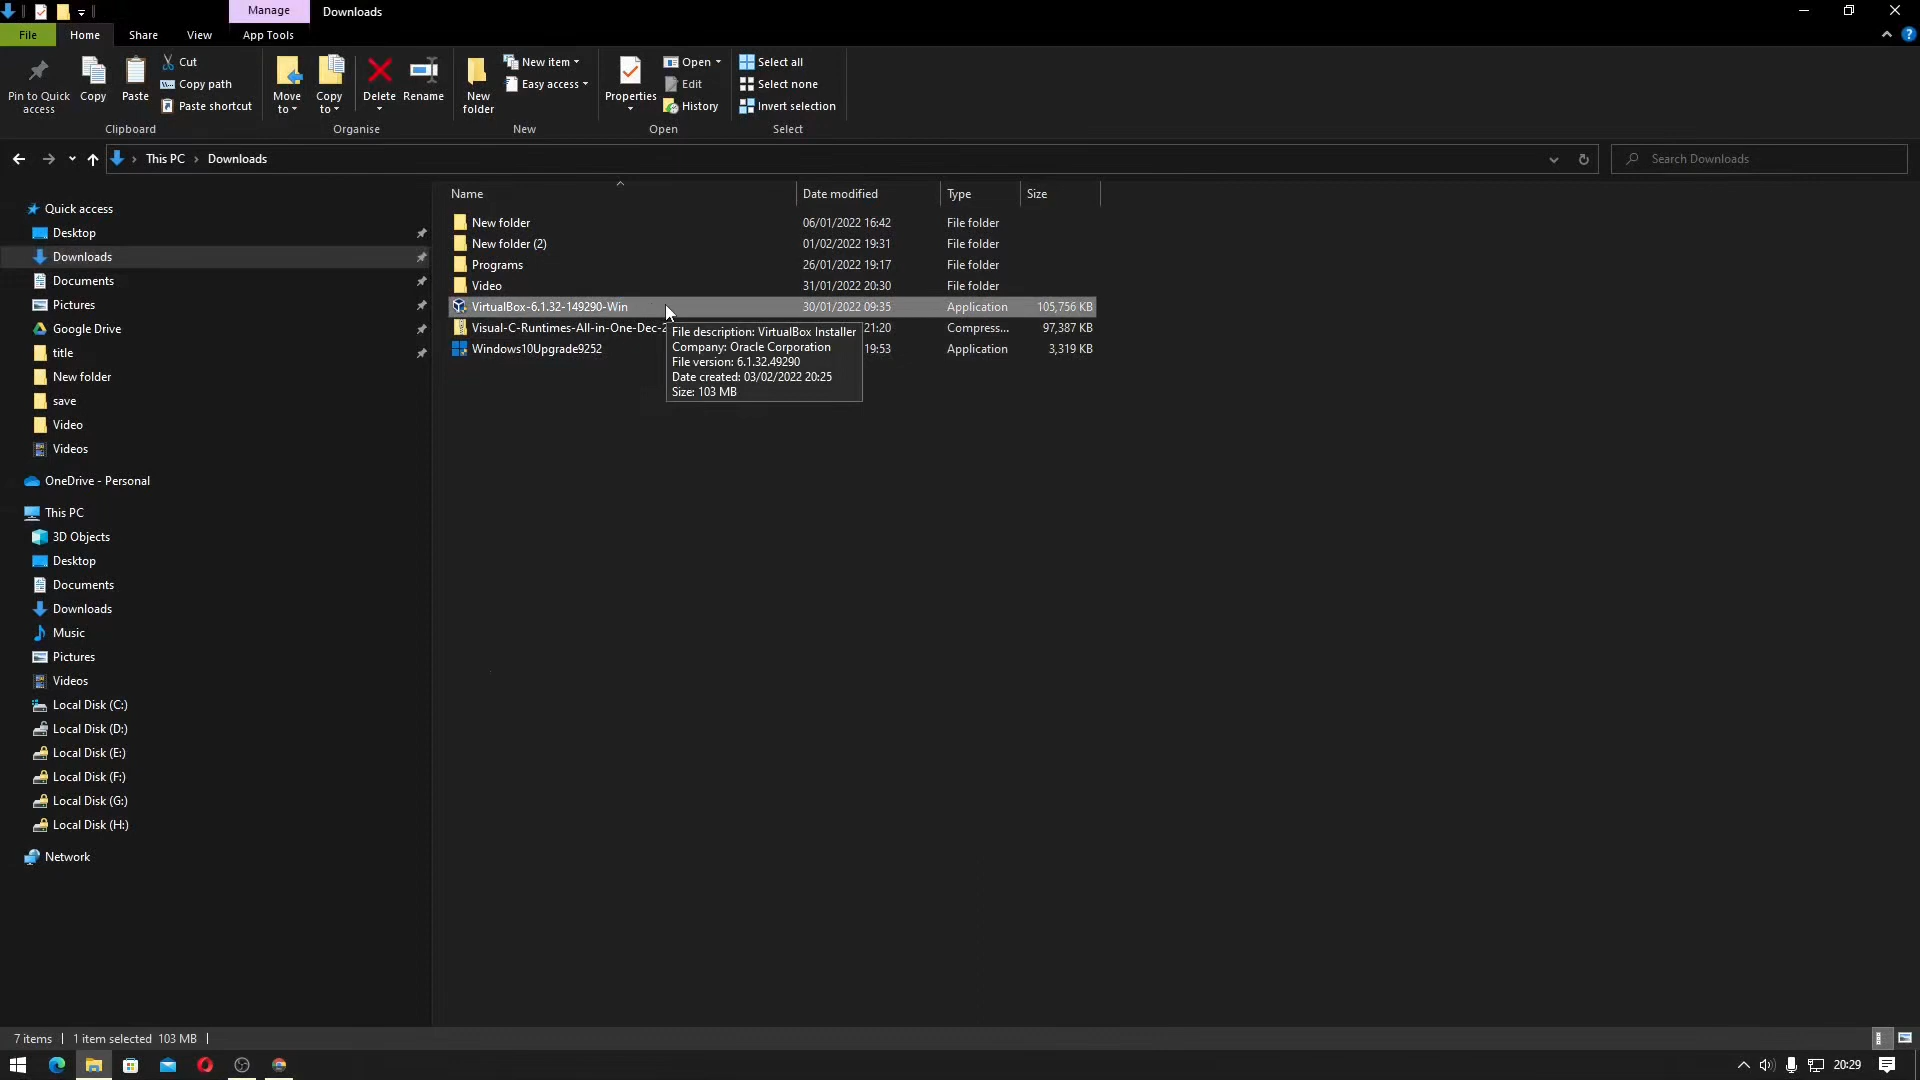 Manage
Downloads
File
Home
Share
View
App Tools
Pin to Quick
access
Copy
Paste
Cut
Copy path
Paste shortcut
Clipboard
Move
to
Copy
to
Delete
Rename
Organise
New
folder
New item
Easy access
New
Properties
Open
Edit
History
Open
Select all
Select none
Invert selection
Select
This PC
Downloads
Search Downloads
Quick access
Desktop
Downloads
Documents
Pictures
Google Drive
title
New folder
save
Video
Videos
OneDrive - Personal
This PC
3D Objects
Desktop
Documents
Downloads
Music
Pictures
Videos
Local Disk (C:)
Local Disk (D:)
Local Disk (E:)
Local Disk (F:)
Local Disk (G:)
Local Disk (H:)
Network
Name Date modified Type Size
New folder 06/01/2022 16:42 File folder
New folder (2) 01/02/2022 19:31 File folder
Programs 26/01/2022 19:17 File folder
Video 31/01/2022 20:30 File folder
VirtualBox-6.1.32-149290-Win 30/01/2022 09:35 Application 105,756 KB
Visual-C-Runtimes-All-in-One-Dec-2 21:20 Compress... 97,387 KB
Windows10Upgrade9252 19:53 Application 3,319 KB
File description: VirtualBox Installer
Company: Oracle Corporation
File version: 6.1.32.49290
Date created: 03/02/2022 20:25
Size: 103 MB
7 items
1 item selected 103 MB
20:29